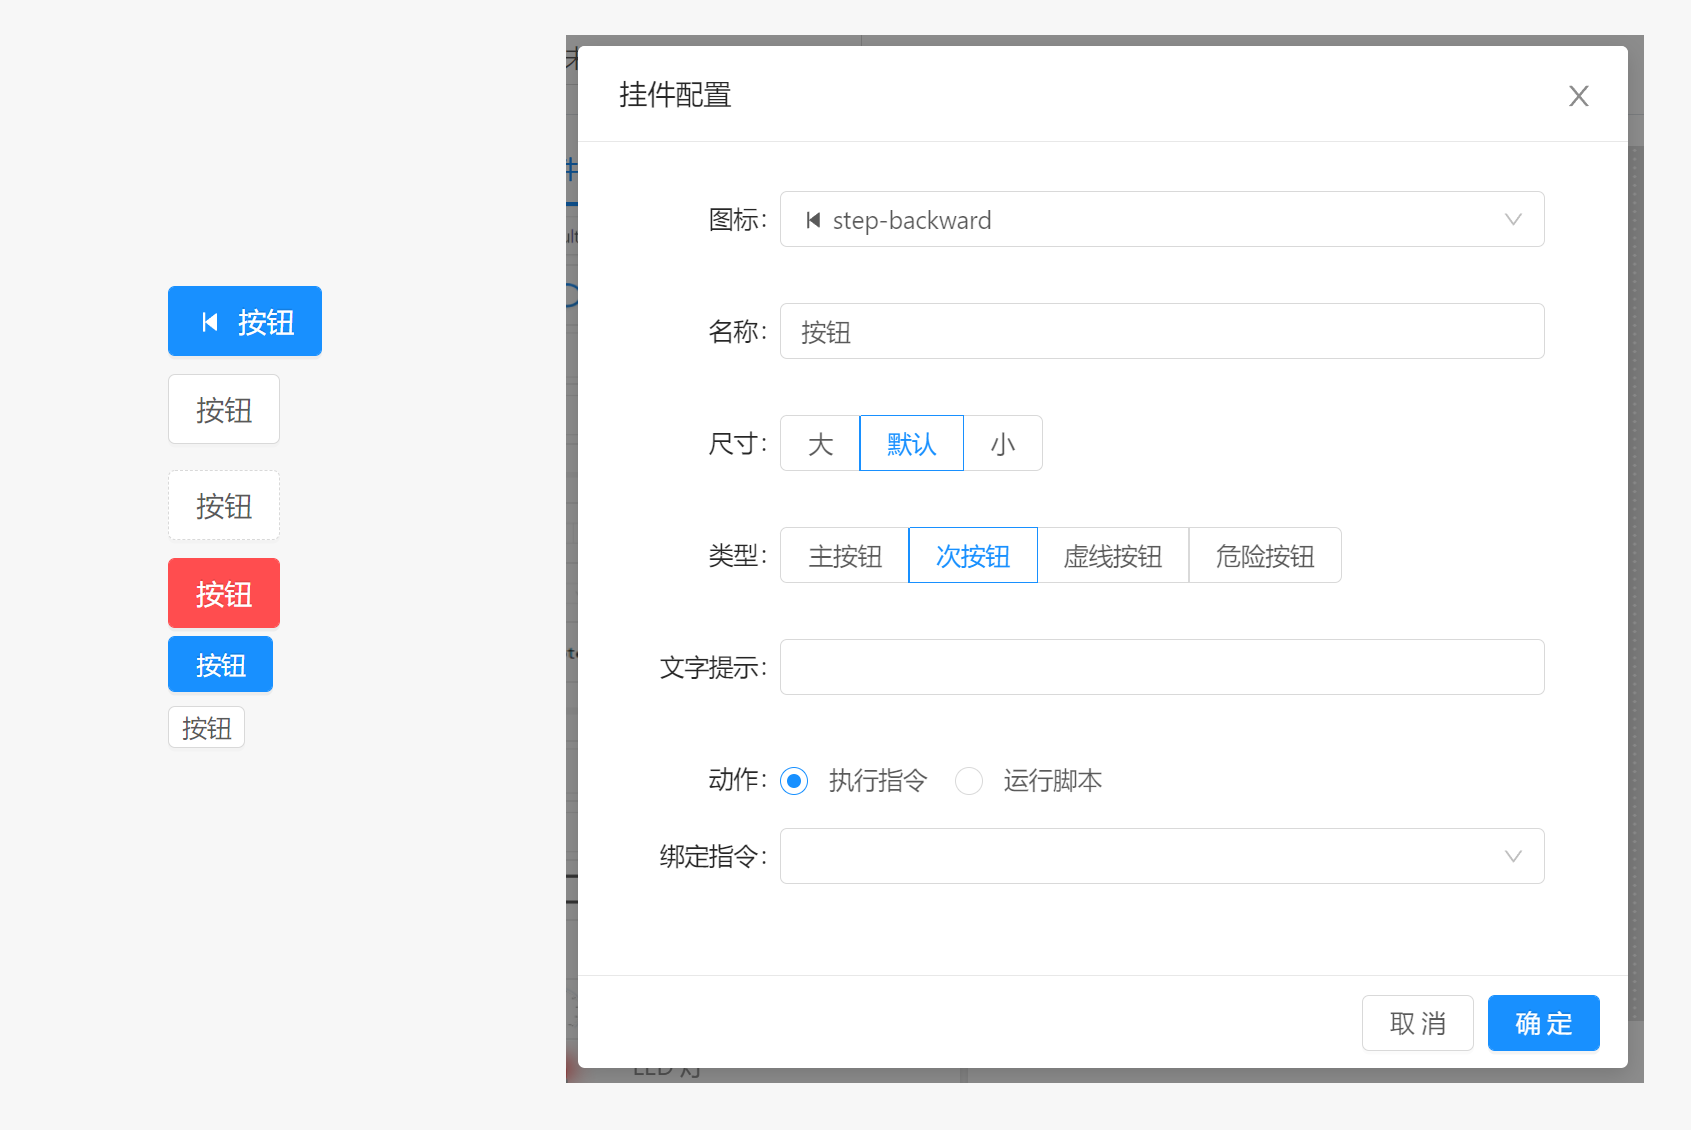 按钮
按钮
按钮
按钮
按钮
按钮
挂件配置
图标: step-backward
名称: 按钮
尺寸: 大 默认 小
类型: 主按钮 次按钮 虚线按钮 危险按钮
文字提示:
动作: 执行指令 运行脚本
绑定指令:
取 消 确 定